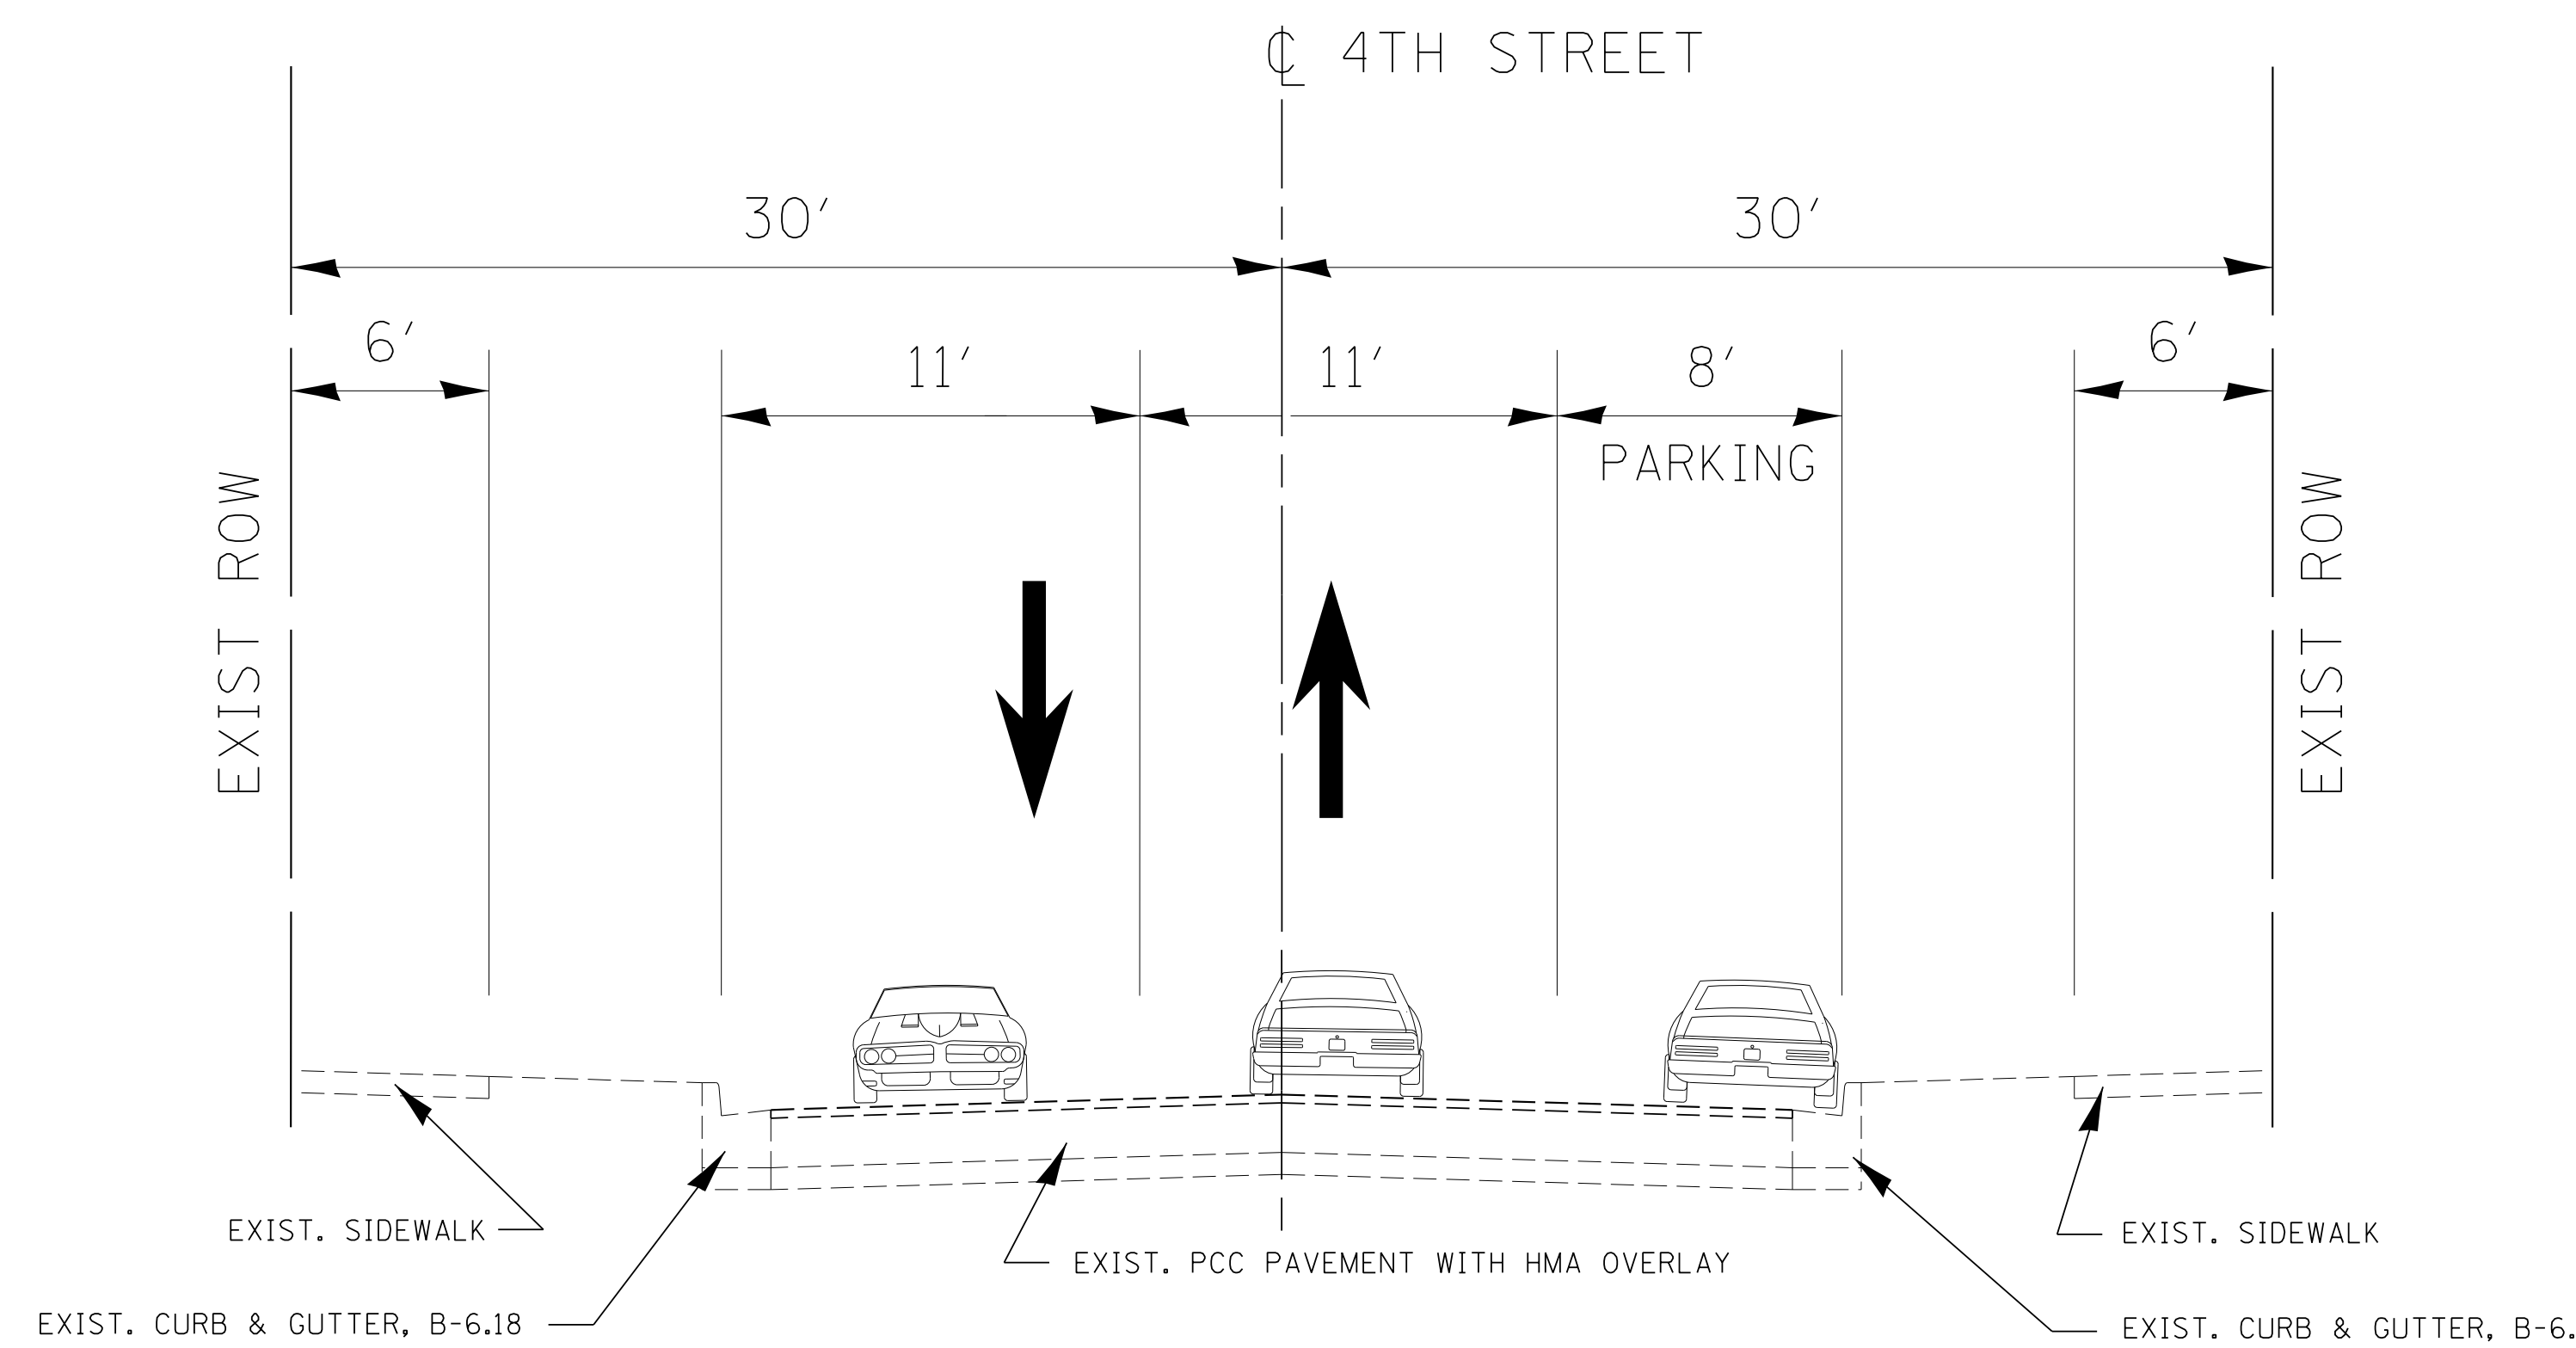 ℄ 4TH STREET
30' 30'
6' 11' 11' 8' 6'
PARKING
EXIST ROW
EXIST ROW
EXIST. SIDEWALK
EXIST. SIDEWALK
EXIST. PCC PAVEMENT WITH HMA OVERLAY
EXIST. CURB & GUTTER, B-6.18
EXIST. CURB & GUTTER, B-6.